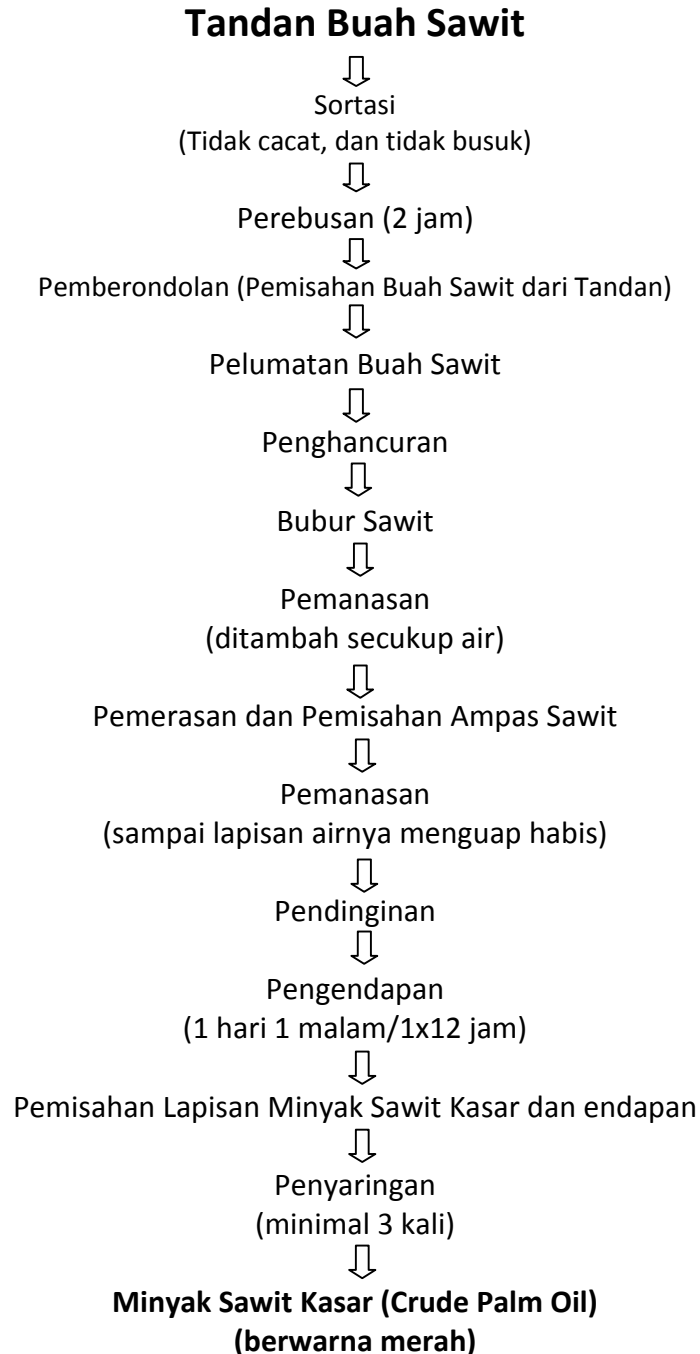 Tandan Buah Sawit
Sortasi
(Tidak cacat, dan tidak busuk)
Perebusan (2 jam)
Pemberondolan (Pemisahan Buah Sawit dari Tandan)
Pelumatan Buah Sawit
Penghancuran
Bubur Sawit
Pemanasan
(ditambah secukup air)
Pemerasan dan Pemisahan Ampas Sawit
Pemanasan
(sampai lapisan airnya menguap habis)
Pendinginan
Pengendapan
(1 hari 1 malam/1x12 jam)
Pemisahan Lapisan Minyak Sawit Kasar dan endapan
Penyaringan
(minimal 3 kali)
Minyak Sawit Kasar (Crude Palm Oil)
(berwarna merah)